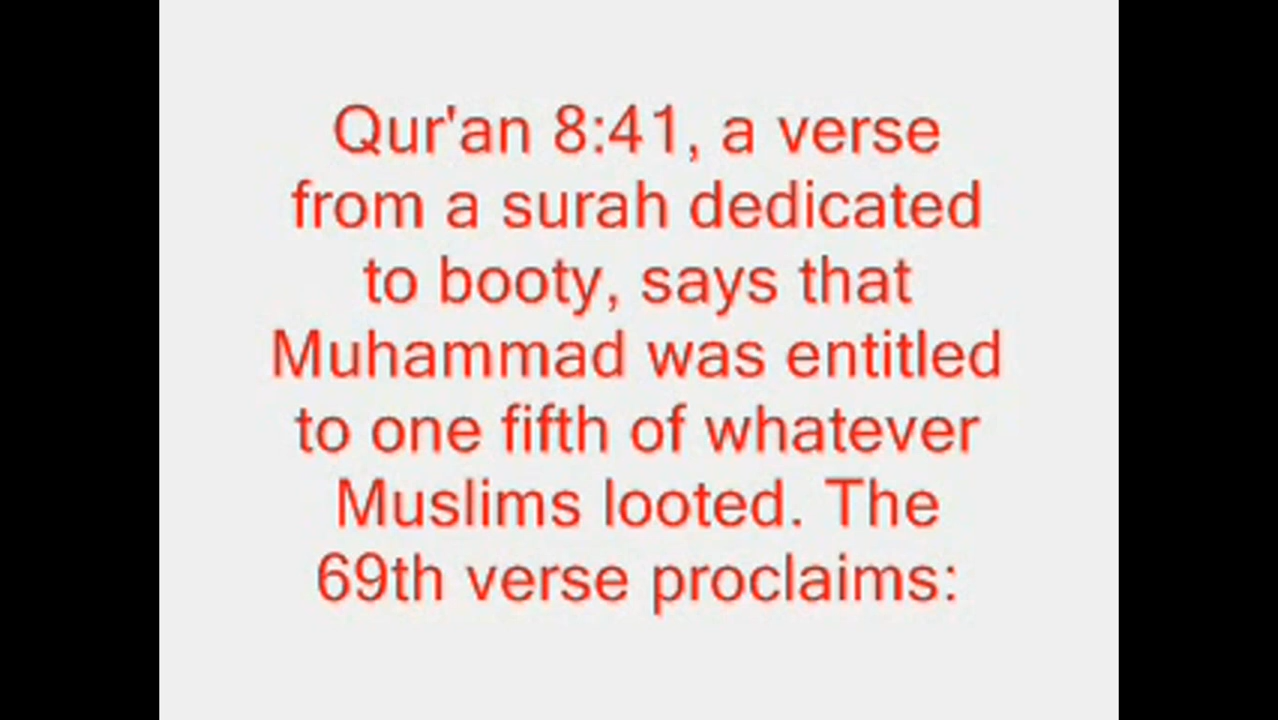 Qur'an 8:41, a verse
from a surah dedicated
to booty, says that
Muhammad was entitled
to one fifth of whatever
Muslims looted. The
69th verse proclaims: